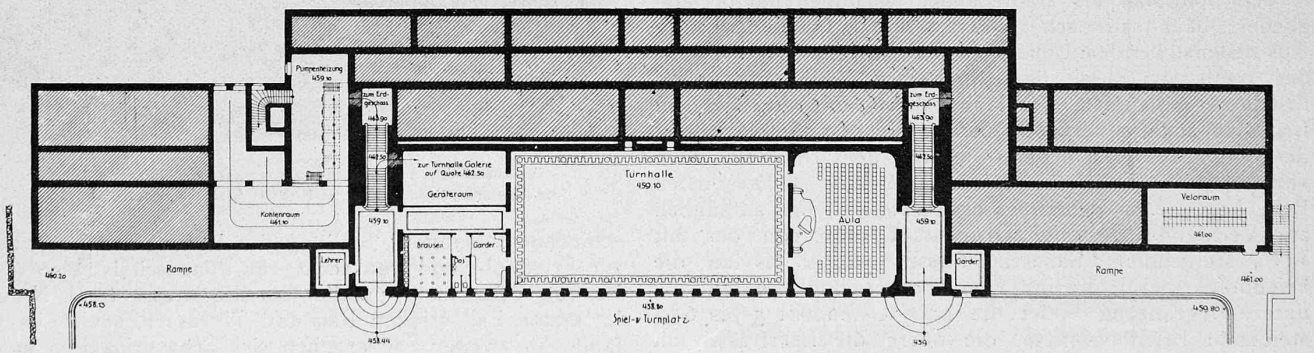 Pumpenheizung
459.10
zum Erd-
geschoss
463.90
462.50
zur Turnhalle Galerie
auf Quote 462.50
Geräteraum
Turnhalle
459.10
Aula
zum Erd-
geschoss
463.90
462.50
Veloraum
461.00
Kohlenraum
461.10
459.10
459.10
Brausen
Garder
Lehrer
Garder
460.20
Rampe
Rampe
461.00
458.15
458.80
Spiel- u Turnplatz
459.80
458.44